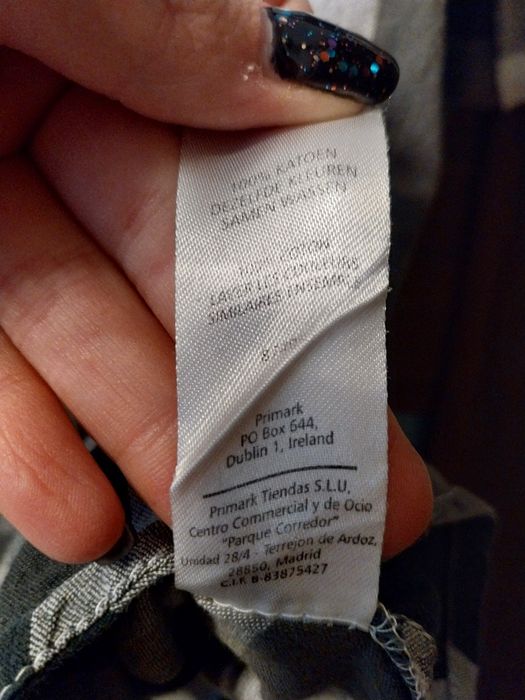 100% KATOEN
DEZELFDE KLEUREN
SAMEN WASSEN
100% COTON
LAVER LES COULEURS
SIMILAIRES ENSEMBLE
Primark
PO Box 644,
Dublin 1, Ireland
Primark Tiendas S.L.U,
Centro Commercial y de Ocio
"Parque Corredor"
Unidad 28/4 - Terrejon de Ardoz,
28850, Madrid
C.I.F. B-83875427